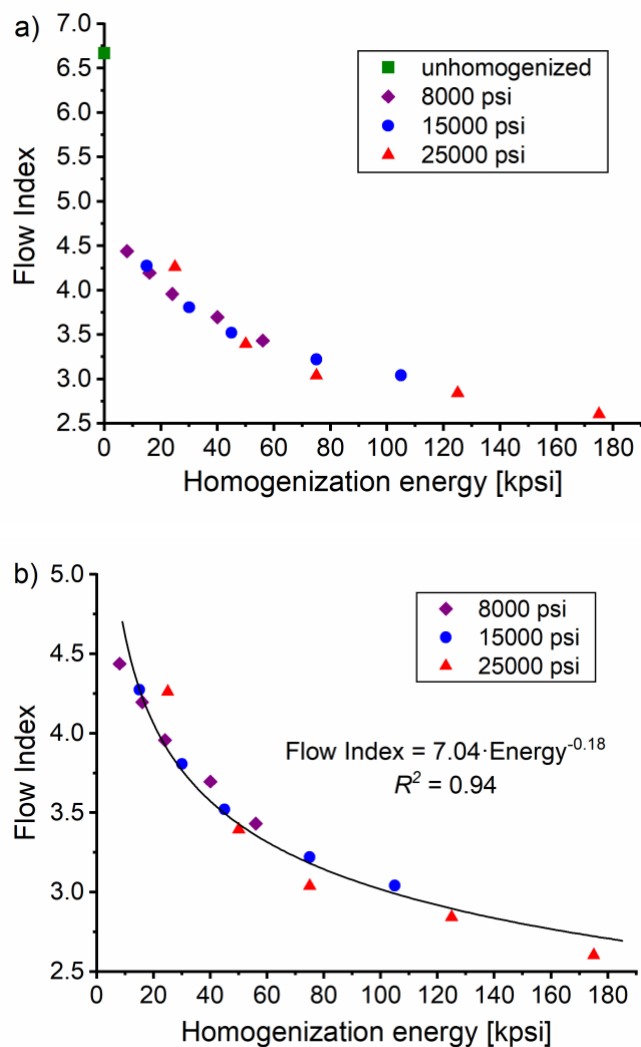 a)
7.0
6.5
6.0
5.5
5.0
4.5
4.0
3.5
3.0
2.5
Flow Index
unhomogenized
8000 psi
15000 psi
25000 psi
0 20 40 60 80 100 120 140 160 180
Homogenization energy [kpsi]
b)
5.0
4.5
4.0
3.5
3.0
2.5
Flow Index
8000 psi
15000 psi
25000 psi
Flow Index = 7.04·Energy⁻⁰·¹⁸
R² = 0.94
0 20 40 60 80 100 120 140 160 180
Homogenization energy [kpsi]